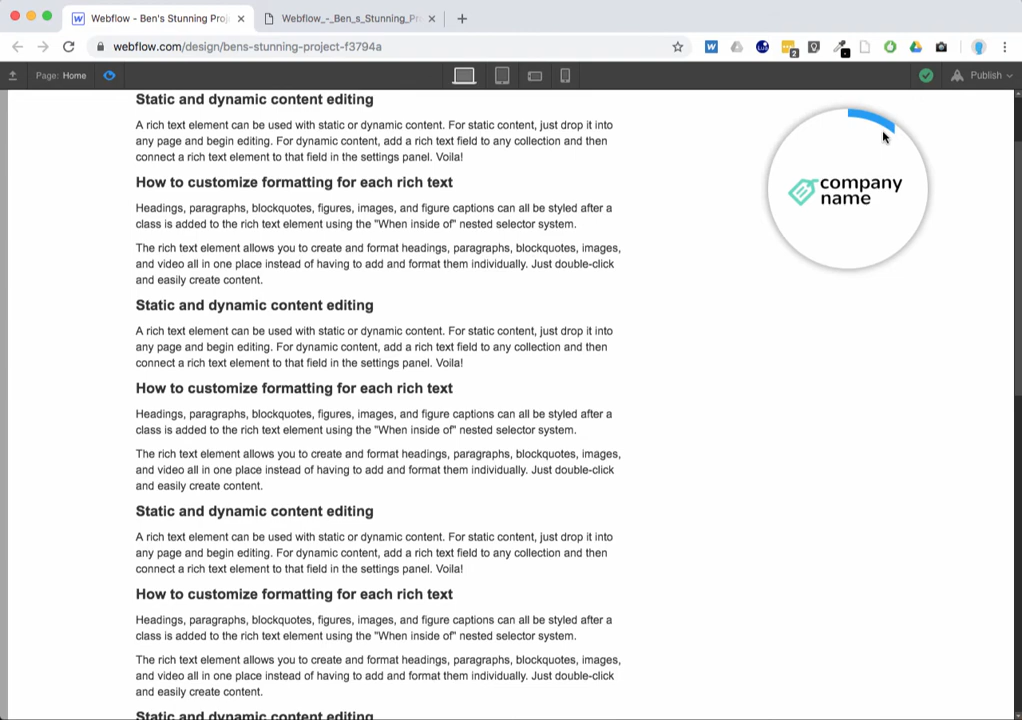 Webflow - Ben's Stunning Proj
Webflow_-_Ben_s_Stunning_Pr
webflow.com/design/bens-stunning-project-f3794a
2
Page: Home
Publish
Static and dynamic content editing
A rich text element can be used with static or dynamic content. For static content, just drop it into
any page and begin editing. For dynamic content, add a rich text field to any collection and then
connect a rich text element to that field in the settings panel. Voila!
How to customize formatting for each rich text
Headings, paragraphs, blockquotes, figures, images, and figure captions can all be styled after a
class is added to the rich text element using the "When inside of" nested selector system.
The rich text element allows you to create and format headings, paragraphs, blockquotes, images,
and video all in one place instead of having to add and format them individually. Just double-click
and easily create content.
Static and dynamic content editing
A rich text element can be used with static or dynamic content. For static content, just drop it into
any page and begin editing. For dynamic content, add a rich text field to any collection and then
connect a rich text element to that field in the settings panel. Voila!
How to customize formatting for each rich text
Headings, paragraphs, blockquotes, figures, images, and figure captions can all be styled after a
class is added to the rich text element using the "When inside of" nested selector system.
The rich text element allows you to create and format headings, paragraphs, blockquotes, images,
and video all in one place instead of having to add and format them individually. Just double-click
and easily create content.
Static and dynamic content editing
A rich text element can be used with static or dynamic content. For static content, just drop it into
any page and begin editing. For dynamic content, add a rich text field to any collection and then
connect a rich text element to that field in the settings panel. Voila!
How to customize formatting for each rich text
Headings, paragraphs, blockquotes, figures, images, and figure captions can all be styled after a
class is added to the rich text element using the "When inside of" nested selector system.
The rich text element allows you to create and format headings, paragraphs, blockquotes, images,
and video all in one place instead of having to add and format them individually. Just double-click
and easily create content.
Static and dynamic content editing
company
name